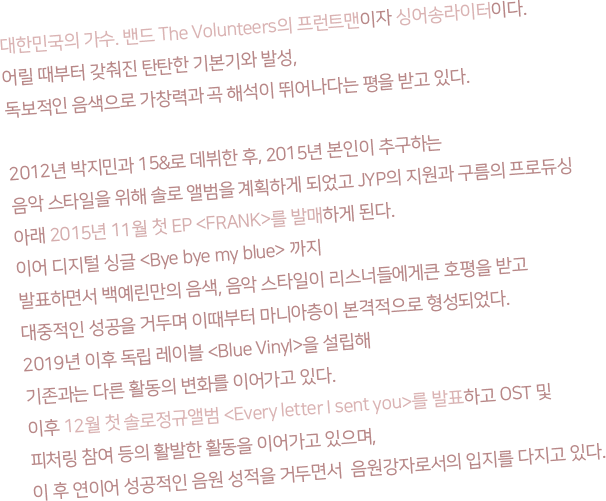 대한민국의 가수. 밴드 The Volunteers의 프런트맨이자 싱어송라이터이다.
어릴 때부터 갖춰진 탄탄한 기본기와 발성,
독보적인 음색으로 가창력과 곡 해석이 뛰어나다는 평을 받고 있다.
2012년 박지민과 15&로 데뷔한 후, 2015년 본인이 추구하는
음악 스타일을 위해 솔로 앨범을 계획하게 되었고 JYP의 지원과 구름의 프로듀싱
아래 2015년 11월 첫 EP <FRANK>를 발매하게 된다.
이어 디지털 싱글 <Bye bye my blue> 까지
발표하면서 백예린만의 음색, 음악 스타일이 리스너들에게큰 호평을 받고
대중적인 성공을 거두며 이때부터 마니아층이 본격적으로 형성되었다.
2019년 이후 독립 레이블 <Blue Vinyl>을 설립해
기존과는 다른 활동의 변화를 이어가고 있다.
이후 12월 첫 솔로정규앨범 <Every letter I sent you>를 발표하고 OST 및
피처링 참여 등의 활발한 활동을 이어가고 있으며,
이 후 연이어 성공적인 음원 성적을 거두면서 음원강자로서의 입지를 다지고 있다.